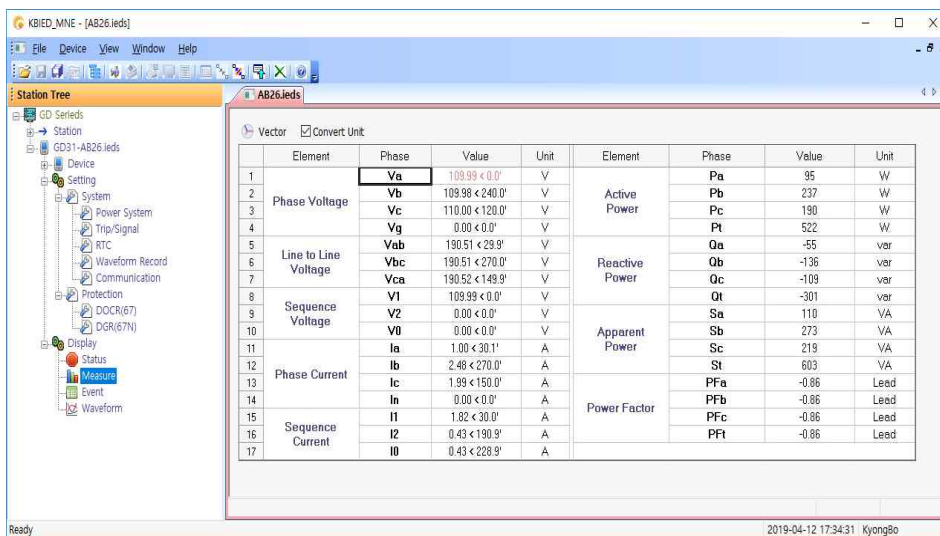 KBIED_MNE - [AB26.ieds]
File Device View Window Help
Station Tree
AB26.ieds
GD Serieds
Station
GD31-AB26.ieds
Device
Setting
System
Power System
Trip/Signal
RTC
Waveform Record
Communication
Protection
DOCR(67)
DGR(67N)
Display
Status
Measure
Event
Waveform
Vector Convert Unit
Element Phase Value Unit Element Phase Value Unit
1 Phase Voltage Va 109.99 < 0.0' V Active Power Pa 95 W
2 Vb 109.98 < 240.0' V Pb 237 W
3 Vc 110.00 < 120.0' V Pc 190 W
4 Vg 0.00 < 0.0' V Pt 522 W
5 Line to Line Voltage Vab 190.51 < 29.9' V Reactive Power Qa -55 var
6 Vbc 190.51 < 270.0' V Qb -136 var
7 Vca 190.52 < 149.9' V Qc -109 var
8 Sequence Voltage V1 109.99 < 0.0' V Qt -301 var
9 V2 0.00 < 0.0' V Apparent Power Sa 110 VA
10 V0 0.00 < 0.0' V Sb 273 VA
11 Phase Current Ia 1.00 < 30.1' A Sc 219 VA
12 Ib 2.48 < 270.0' A St 603 VA
13 Ic 1.99 < 150.0' A Power Factor PFa -0.86 Lead
14 In 0.00 < 0.0' A PFb -0.86 Lead
15 Sequence Current I1 1.82 < 30.0' A PFc -0.86 Lead
16 I2 0.43 < 190.9' A PFt -0.86 Lead
17 I0 0.43 < 228.9' A
Ready 2019-04-12 17:34:31 KyongBo